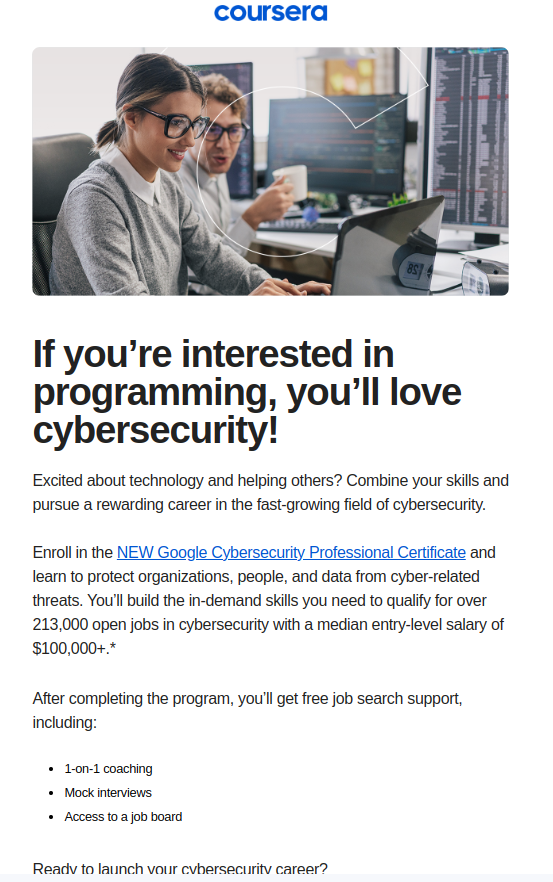 coursera
If you’re interested in
programming, you’ll love
cybersecurity!
Excited about technology and helping others? Combine your skills and
pursue a rewarding career in the fast-growing field of cybersecurity.
Enroll in the NEW Google Cybersecurity Professional Certificate and
learn to protect organizations, people, and data from cyber-related
threats. You’ll build the in-demand skills you need to qualify for over
213,000 open jobs in cybersecurity with a median entry-level salary of
$100,000+.*
After completing the program, you’ll get free job search support,
including:
• 1-on-1 coaching
• Mock interviews
• Access to a job board
Ready to launch your cybersecurity career?